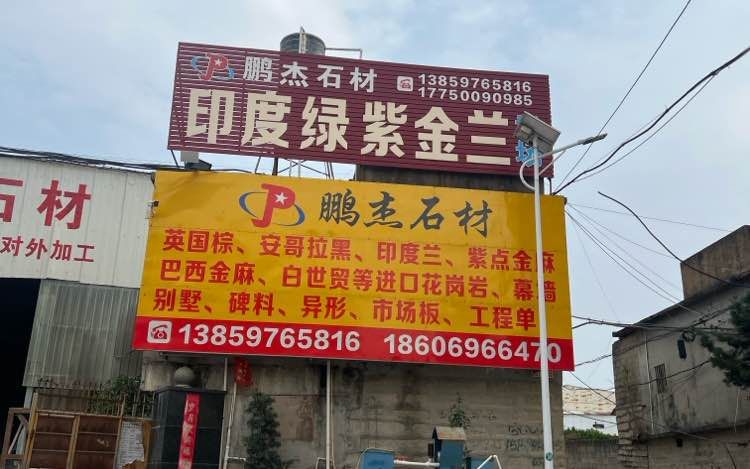 鹏杰石材 13859765816
17750090985
印度绿紫金兰
石材
对外加工
鹏杰石材
英国棕、安哥拉黑、印度兰、紫点金麻
巴西金麻、白世贸等进口花岗岩、幕墙
别墅、碑料、异形、市场板、工程单
13859765816 18606966470